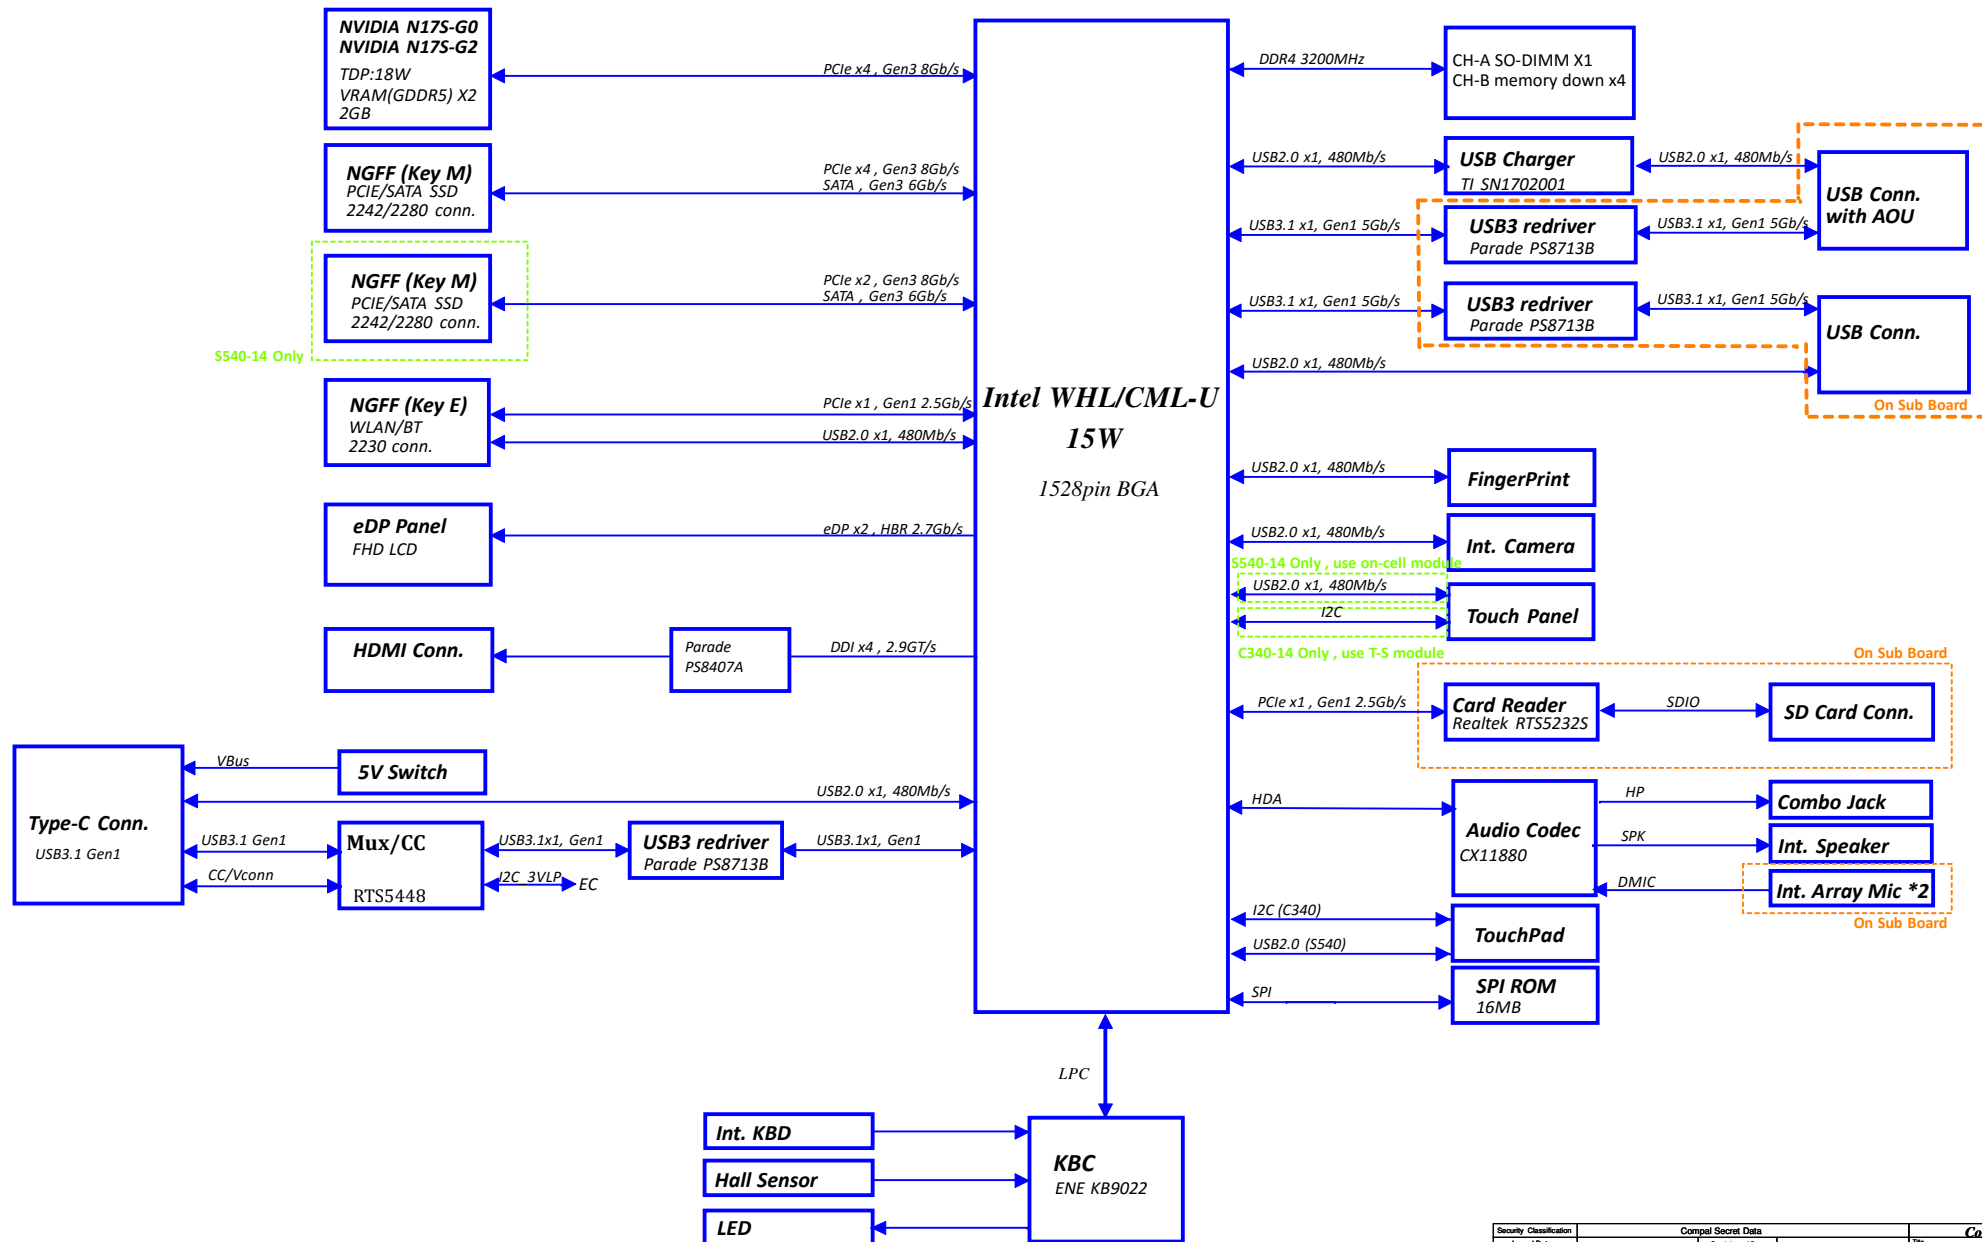 NVIDIA N17S-G0
NVIDIA N17S-G2
TDP:18W
VRAM(GDDR5) X2
2GB
PCIe x4 , Gen3 8Gb/s
NGFF (Key M)
PCIE/SATA SSD
2242/2280 conn.
PCIe x4 , Gen3 8Gb/s
SATA , Gen3 6Gb/s
NGFF (Key M)
PCIE/SATA SSD
2242/2280 conn.
S540-14 Only
PCIe x2 , Gen3 8Gb/s
SATA , Gen3 6Gb/s
NGFF (Key E)
WLAN/BT
2230 conn.
PCIe x1 , Gen1 2.5Gb/s
USB2.0 x1, 480Mb/s
eDP Panel
FHD LCD
eDP x2 , HBR 2.7Gb/s
HDMI Conn.
Parade
PS8407A
DDI x4 , 2.9GT/s
Type-C Conn.
USB3.1 Gen1
VBus
5V Switch
USB2.0 x1, 480Mb/s
USB3.1 Gen1
CC/Vconn
Mux/CC
RTS5448
USB3.1x1, Gen1
I2C_3VLP
EC
USB3 redriver
Parade PS8713B
USB3.1x1, Gen1
Intel WHL/CML-U
15W
1528pin BGA
DDR4 3200MHz
CH-A SO-DIMM X1
CH-B memory down x4
USB2.0 x1, 480Mb/s
USB Charger
TI SN1702001
USB2.0 x1, 480Mb/s
USB Conn.
with AOU
USB3.1 x1, Gen1 5Gb/s
USB3 redriver
Parade PS8713B
USB3.1 x1, Gen1 5Gb/s
USB3.1 x1, Gen1 5Gb/s
USB3 redriver
Parade PS8713B
USB3.1 x1, Gen1 5Gb/s
USB Conn.
USB2.0 x1, 480Mb/s
On Sub Board
USB2.0 x1, 480Mb/s
FingerPrint
USB2.0 x1, 480Mb/s
Int. Camera
S540-14 Only , use on-cell module
USB2.0 x1, 480Mb/s
I2C
Touch Panel
C340-14 Only , use T-S module
On Sub Board
PCIe x1 , Gen1 2.5Gb/s
Card Reader
Realtek RTS5232S
SDIO
SD Card Conn.
HDA
Audio Codec
CX11880
HP
Combo Jack
SPK
Int. Speaker
DMIC
Int. Array Mic *2
On Sub Board
I2C (C340)
USB2.0 (S540)
TouchPad
SPI
SPI ROM
16MB
LPC
Int. KBD
Hall Sensor
LED
KBC
ENE KB9022
Security Classification
Compal Secret Data